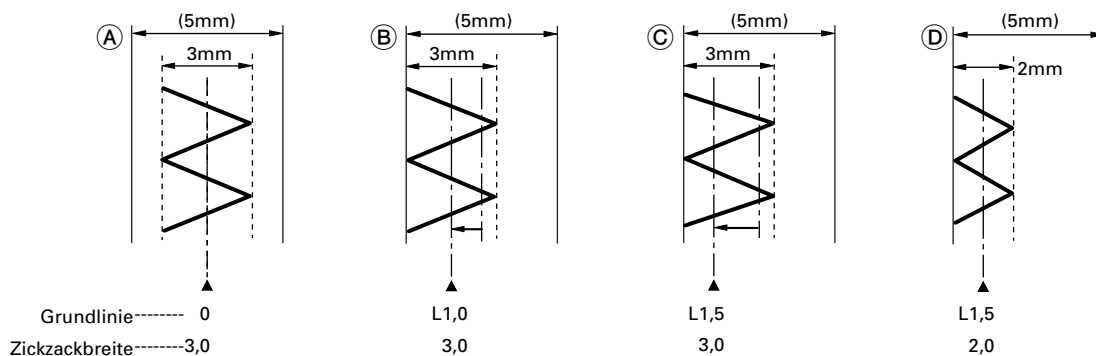 (5mm) (5mm) (5mm) (5mm)
A B C D
3mm 3mm 3mm 2mm
Grundlinie -------- 0 L1,0 L1,5 L1,5
Zickzackbreite -------- 3,0 3,0 3,0 2,0